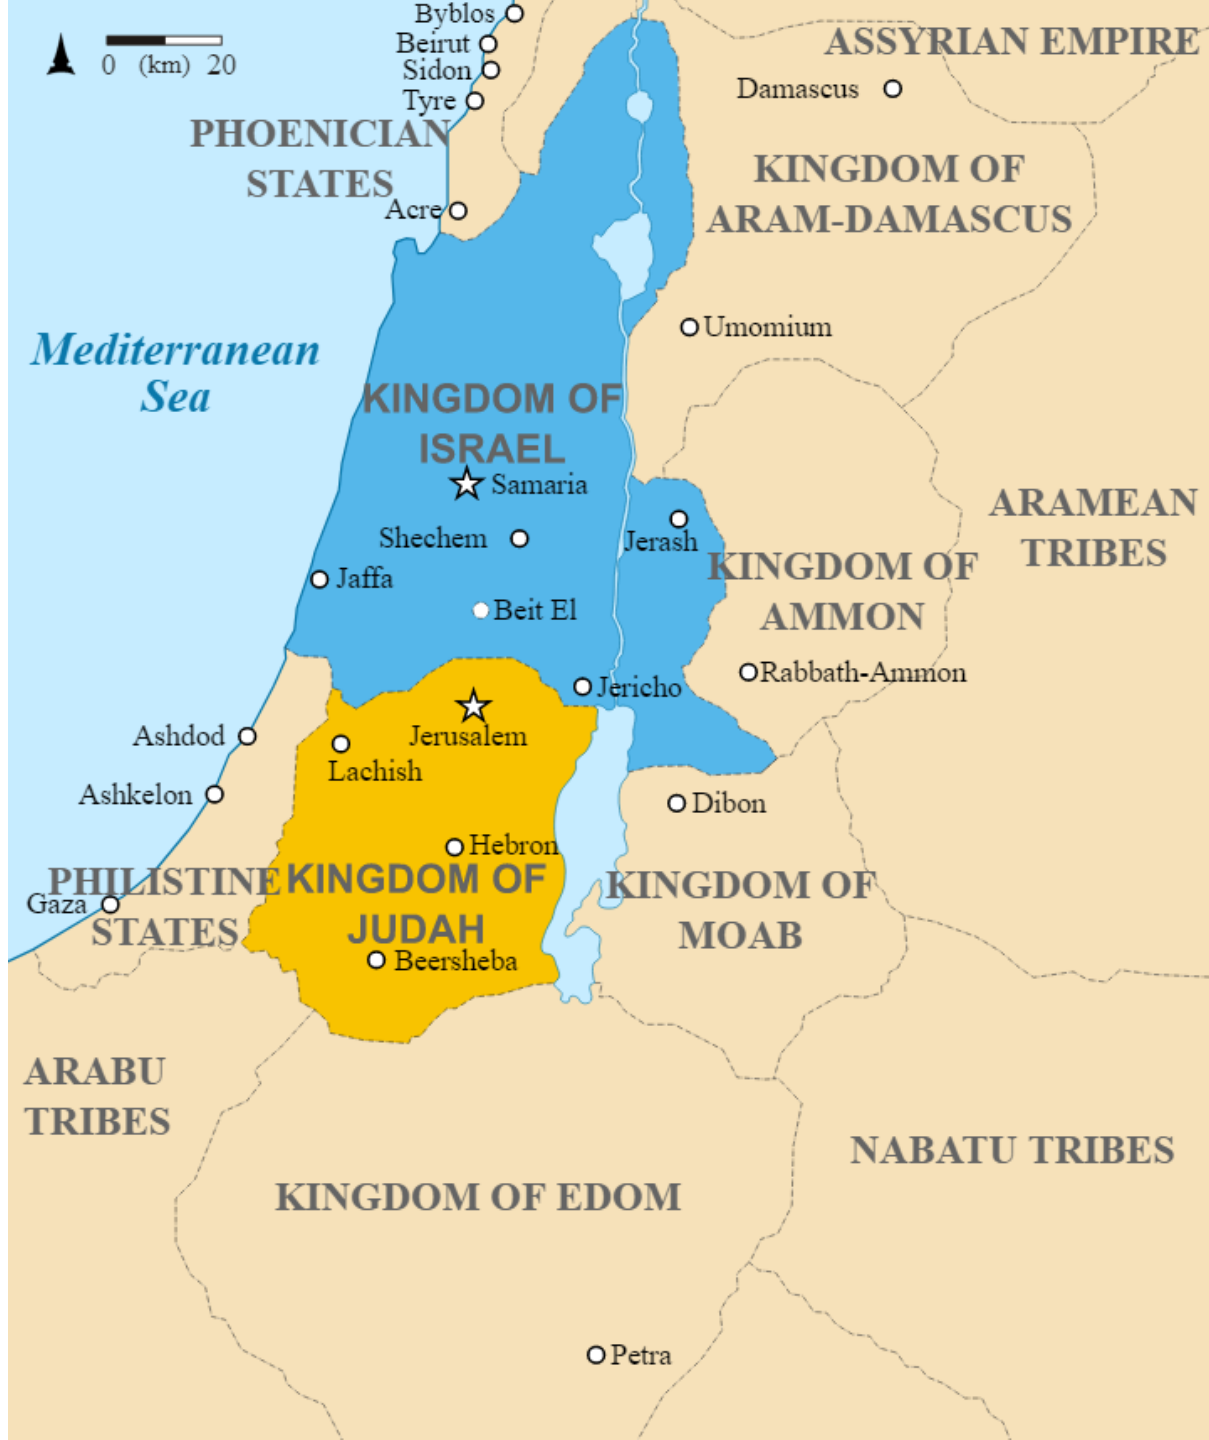 Byblos
Beirut
Sidon
Tyre
0 (km) 20
ASSYRIAN EMPIRE
Damascus
PHOENICIAN
STATES
KINGDOM OF
ARAM-DAMASCUS
Acre
Umomium
Mediterranean
Sea
KINGDOM OF
ISRAEL
Samaria
Shechem
Jerash
ARAMEAN
TRIBES
Jaffa
KINGDOM OF
AMMON
Beit El
Rabbath-Ammon
Jericho
Ashdod
Jerusalem
Lachish
Ashkelon
Dibon
Hebron
PHILISTINE
STATES
Gaza
KINGDOM OF
JUDAH
KINGDOM OF
MOAB
Beersheba
ARABU
TRIBES
NABATU TRIBES
KINGDOM OF EDOM
Petra